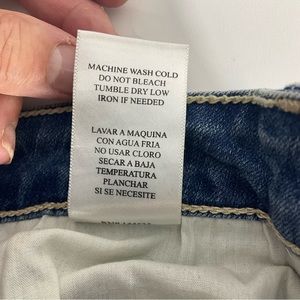 MACHINE WASH COLD
DO NOT BLEACH
TUMBLE DRY LOW
IRON IF NEEDED
LAVAR A MAQUINA
CON AGUA FRIA
NO USAR CLORO
SECAR A BAJA
TEMPERATURA
PLANCHAR
SI SE NECESITE